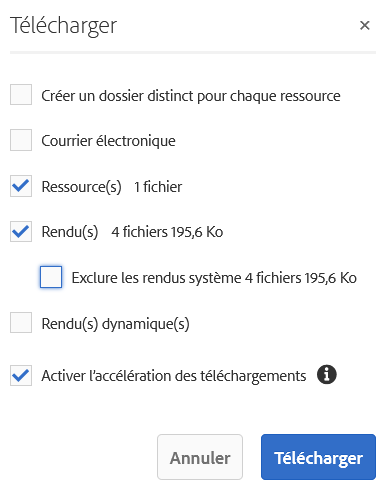 Télécharger
Créer un dossier distinct pour chaque ressource
Courrier électronique
Ressource(s) 1 fichier
Rendu(s) 4 fichiers 195,6 Ko
Exclure les rendus système 4 fichiers 195,6 Ko
Rendu(s) dynamique(s)
Activer l’accélération des téléchargements
Annuler Télécharger